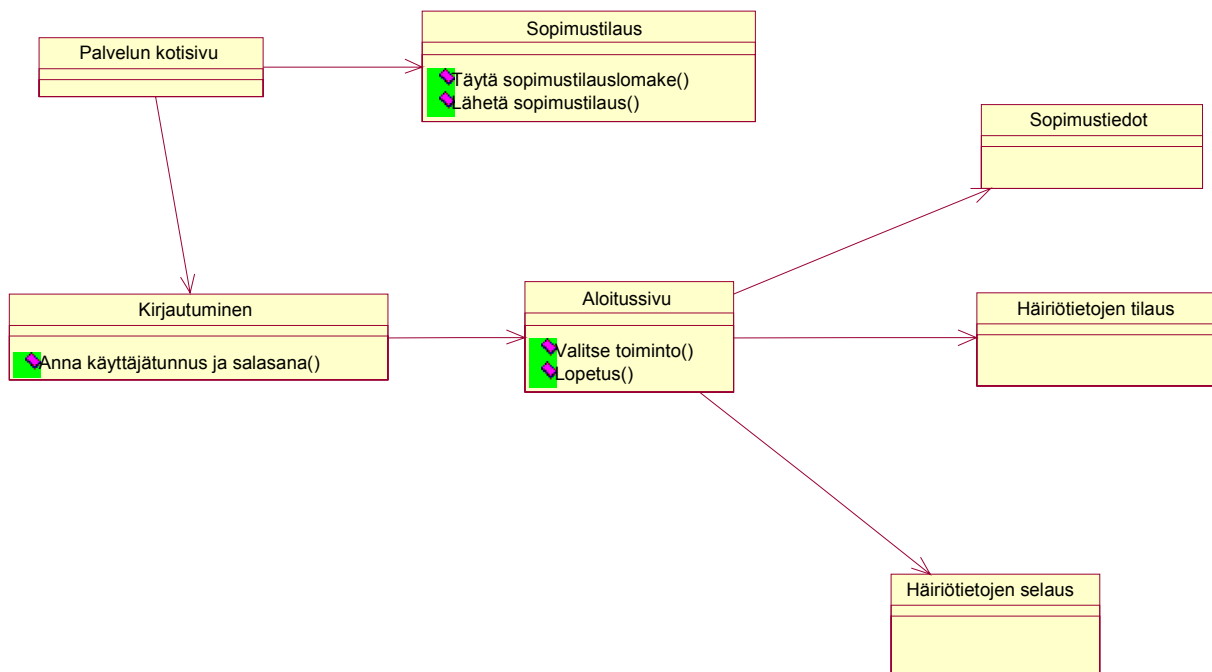 Palvelun kotisivu
Sopimustilaus
Täytä sopimustilauslomake()
Lähetä sopimustilaus()
Sopimustiedot
Kirjautuminen
Anna käyttäjätunnus ja salasana()
Aloitussivu
Valitse toiminto()
Lopetus()
Häiriötietojen tilaus
Häiriötietojen selaus